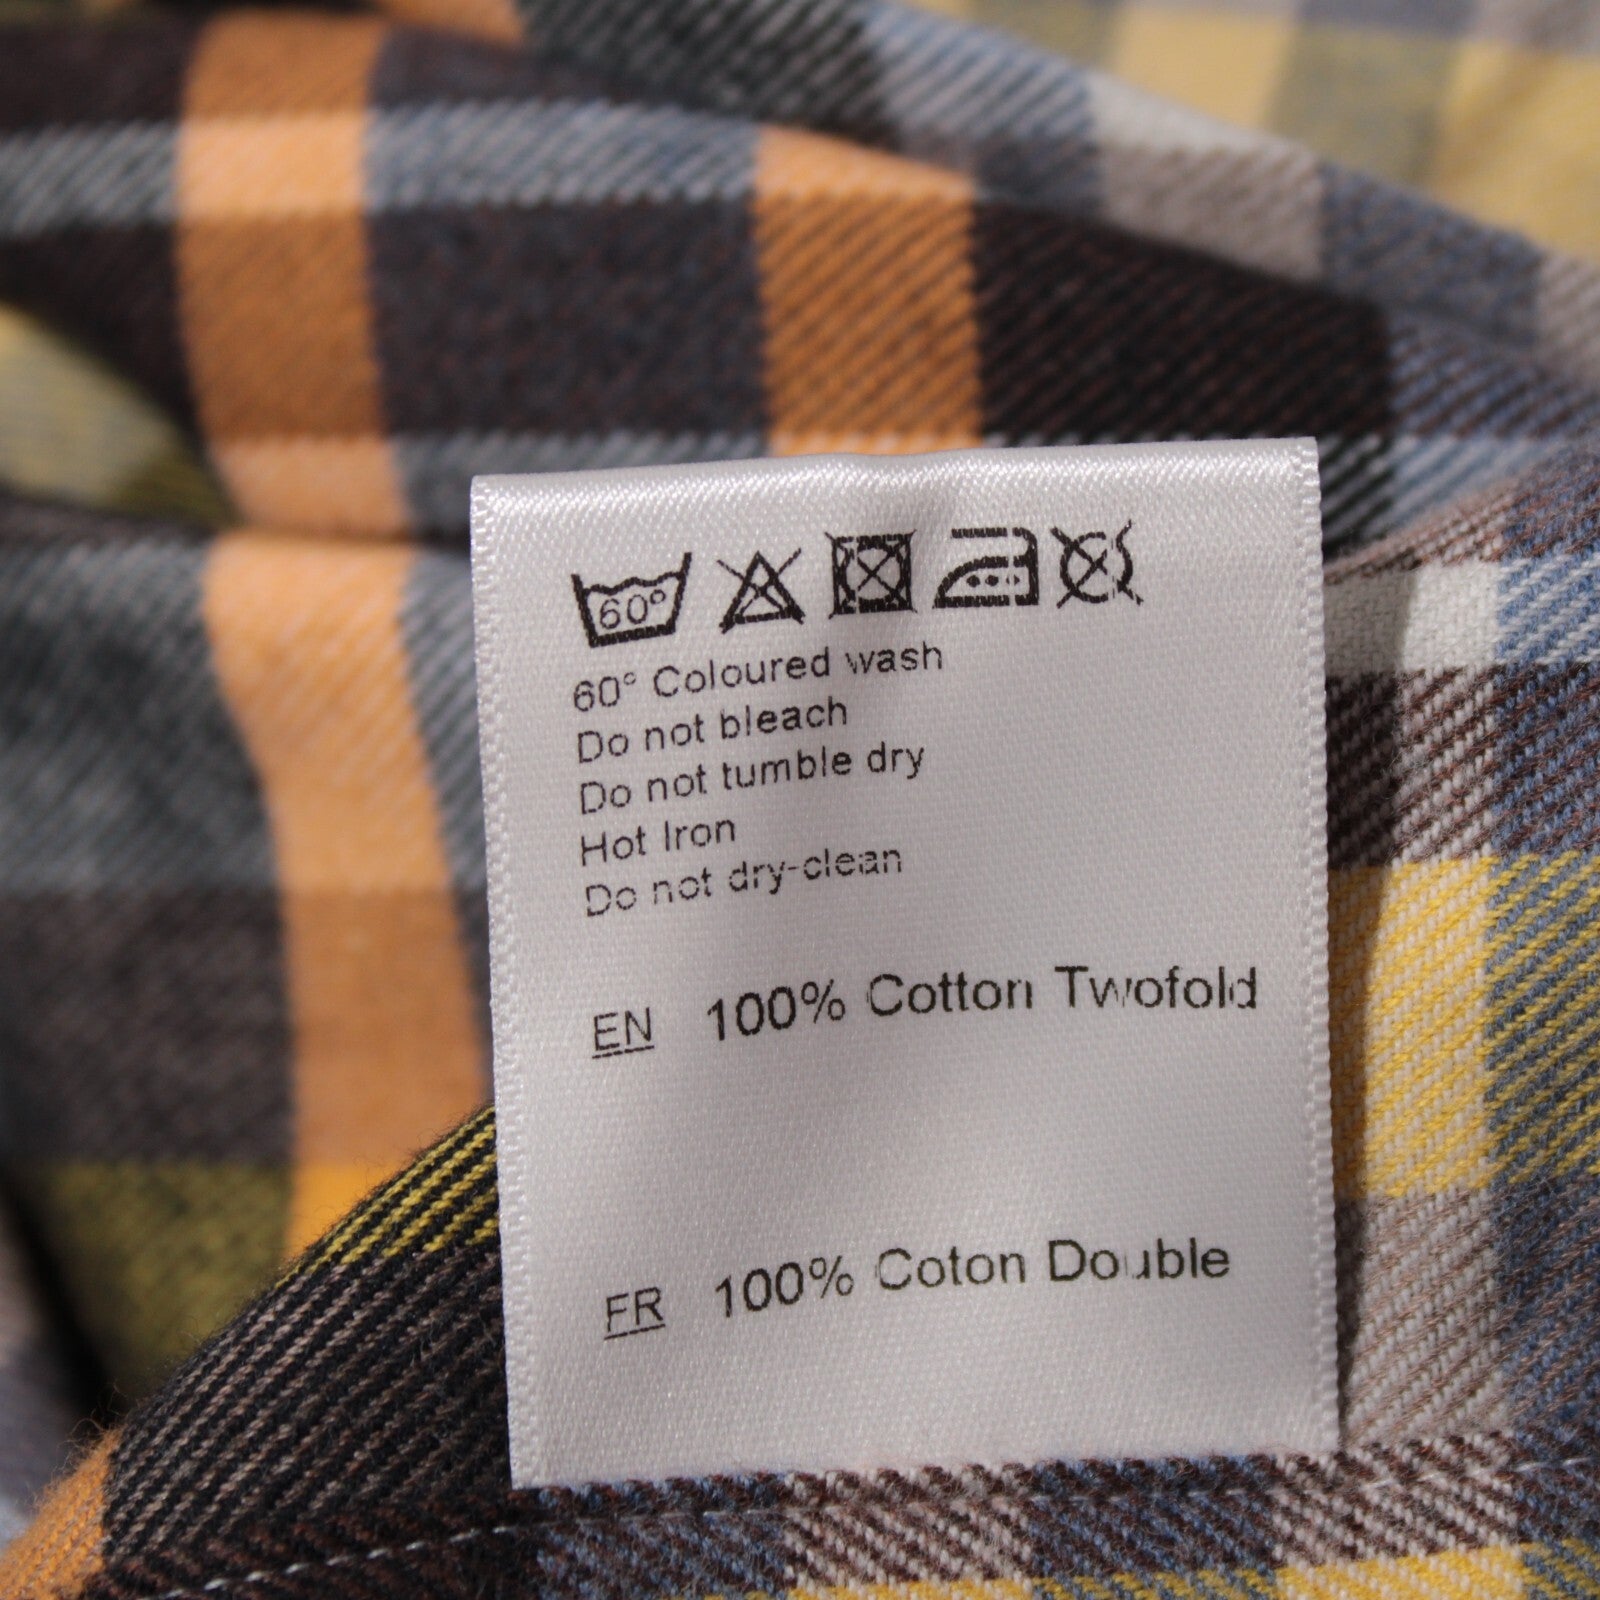 60°
60° Coloured wash
Do not bleach
Do not tumble dry
Hot Iron
Do not dry-clean
EN 100% Cotton Twofold
FR 100% Coton Double